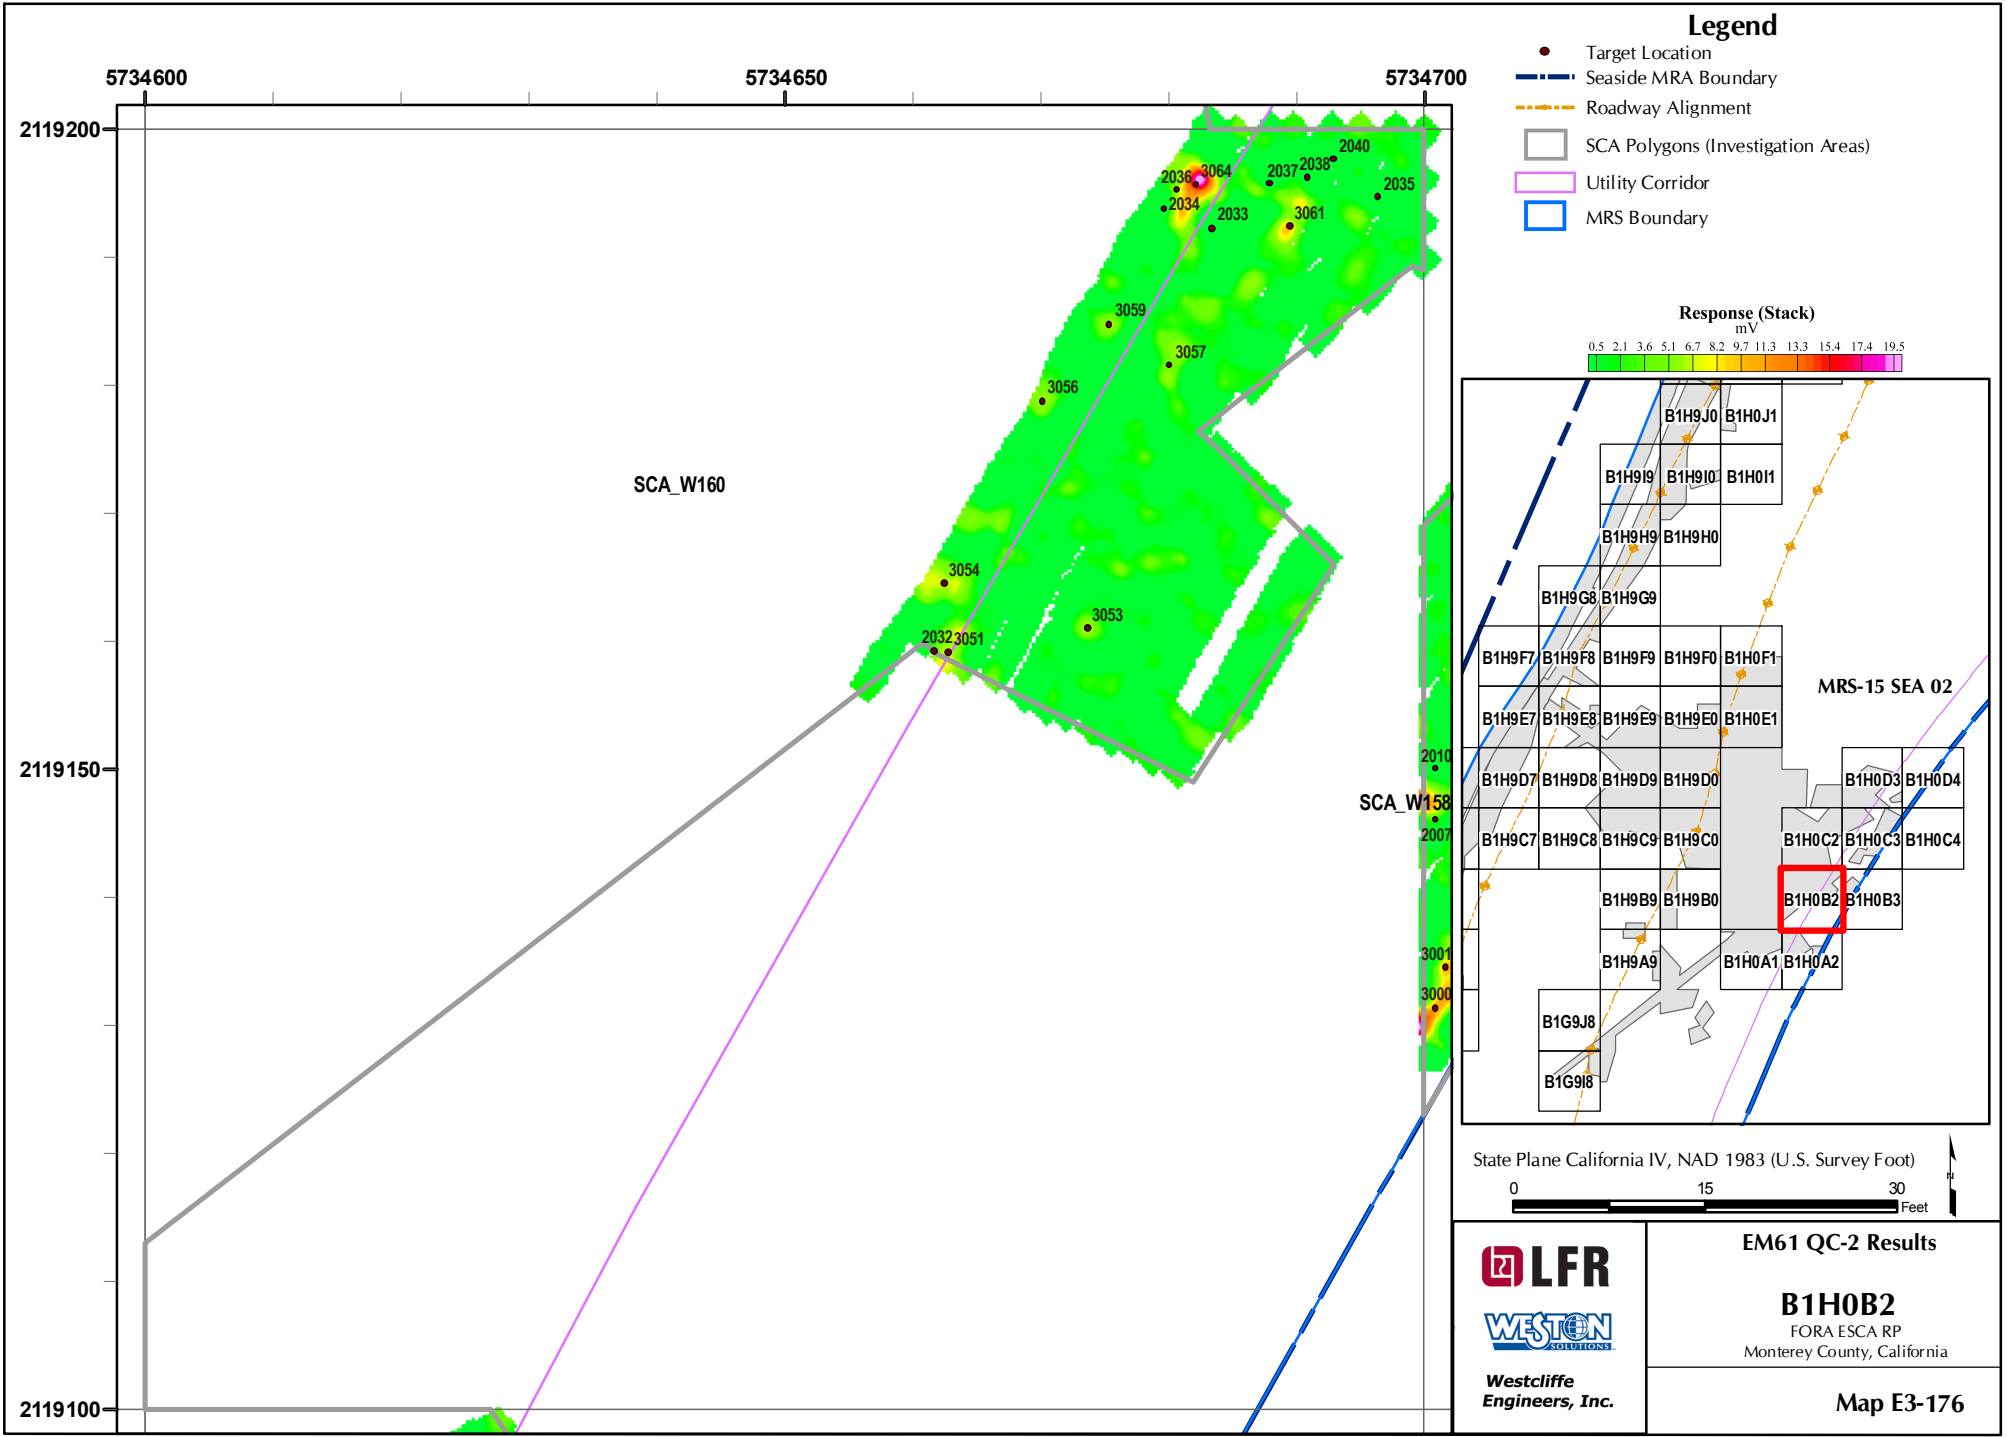 5734600
5734650
5734700
2119200
2119150
2119100
2040
2038
2037
2035
2036
3064
2034
2033
3061
3059
3057
3056
SCA_W160
3054
3053
2032
3051
2010
SCA_W158
2007
3001
3000
Legend
Target Location
Seaside MRA Boundary
Roadway Alignment
SCA Polygons (Investigation Areas)
Utility Corridor
MRS Boundary
Response (Stack)
mV
0.5 2.1 3.6 5.1 6.7 8.2 9.7 11.3 13.3 15.4 17.4 19.5
B1H9J0 B1H0J1
B1H9I9 B1H9I0 B1H0I1
B1H9H9 B1H9H0
B1H9G8 B1H9G9
B1H9F7 B1H9F8 B1H9F9 B1H9F0 B1H0F1
MRS-15 SEA 02
B1H9E7 B1H9E8 B1H9E9 B1H9E0 B1H0E1
B1H9D7 B1H9D8 B1H9D9 B1H9D0 B1H0D3 B1H0D4
B1H9C7 B1H9C8 B1H9C9 B1H9C0 B1H0C2 B1H0C3 B1H0C4
B1H9B9 B1H9B0 B1H0B2 B1H0B3
B1H9A9 B1H0A1 B1H0A2
B1G9J8
B1G9I8
State Plane California IV, NAD 1983 (U.S. Survey Foot)
0 15 30
Feet
N
LFR
WESTON
SOLUTIONS
Westcliffe
Engineers, Inc.
EM61 QC-2 Results
B1H0B2
FORA ESCA RP
Monterey County, California
Map E3-176